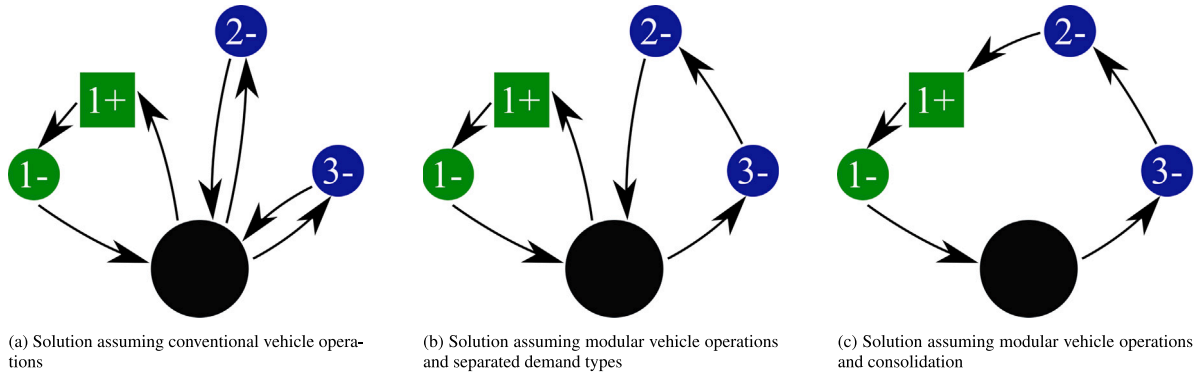 2-
1+
1-
3-
(a) Solution assuming conventional vehicle opera-
tions
2-
1+
1-
3-
(b) Solution assuming modular vehicle operations
and separated demand types
2-
1+
1-
3-
(c) Solution assuming modular vehicle operations
and consolidation